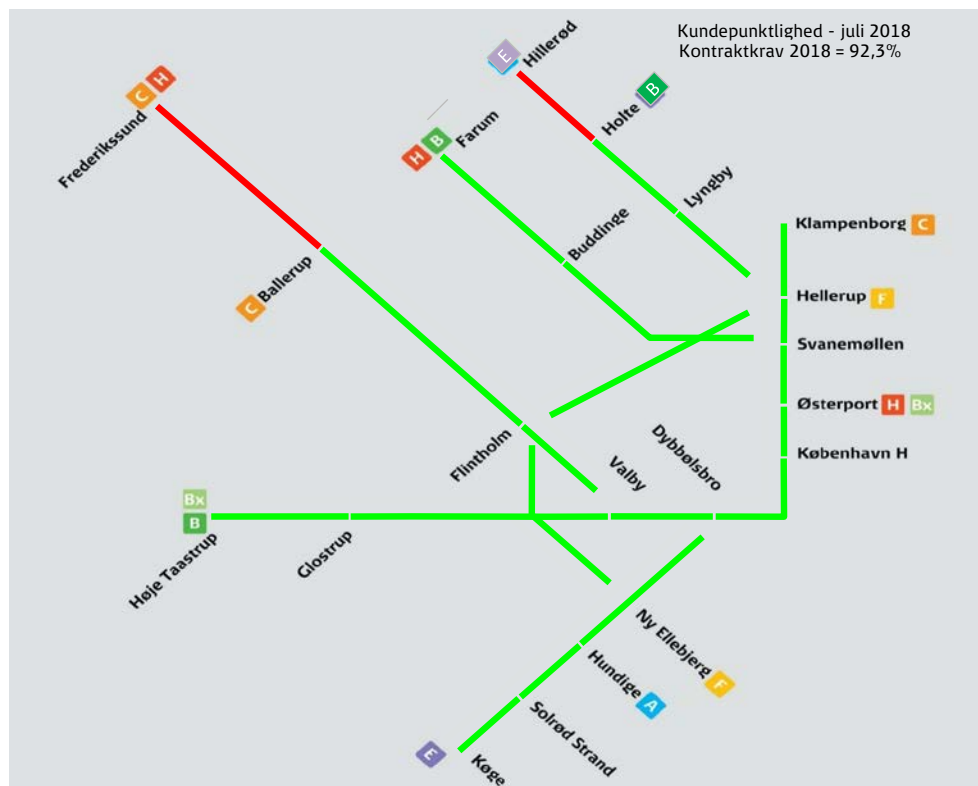 Kundepunktlighed - juli 2018
Kontraktkrav 2018 = 92,3%
E
Hillerød
B
Holte
C
H
Frederikssund
H
B
Farum
Lyngby
Klampenborg C
Buddinge
C
Ballerup
Hellerup F
Svanemøllen
Østerport H Bx
København H
Flintholm
Valby
Dybbølsbro
Bx
B
Høje Taastrup
Glostrup
Ny Ellebjerg
F
Hundige
A
Solrød Strand
E
Køge